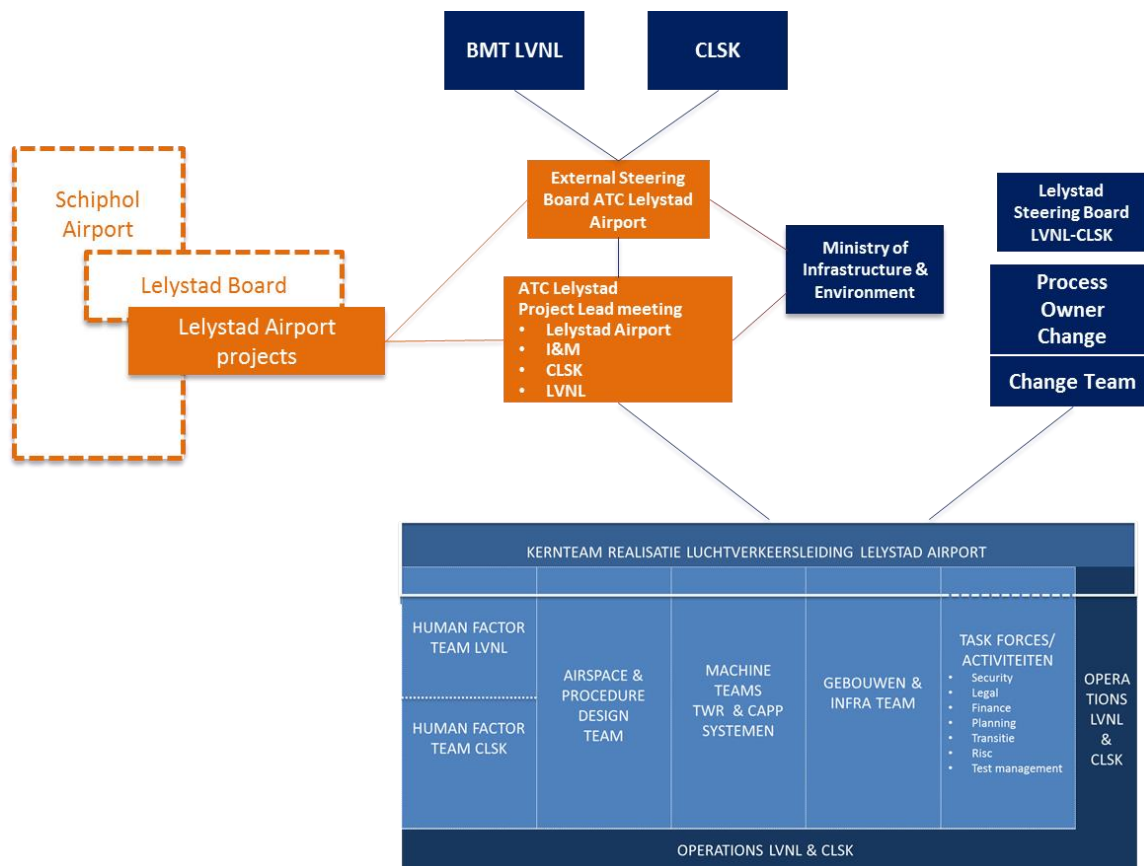 BMT LVNL
CLSK
Schiphol
Airport
Lelystad Board
Lelystad Airport
projects
External Steering
Board ATC Lelystad
Airport
ATC Lelystad
Project Lead meeting
• Lelystad Airport
• I&M
• CLSK
• LVNL
Ministry of
Infrastructure &
Environment
Lelystad
Steering Board
LVNL-CLSK
Process
Owner
Change
Change Team
KERNTEAM REALISATIE LUCHTVERKEERSLEIDING LELYSTAD AIRPORT
HUMAN FACTOR
TEAM LVNL
HUMAN FACTOR
TEAM CLSK
AIRSPACE &
PROCEDURE
DESIGN
TEAM
MACHINE
TEAMS
TWR & CAPP
SYSTEMEN
GEBOUWEN &
INFRA TEAM
TASK FORCES/
ACTIVITEITEN
• Security
• Legal
• Finance
• Planning
• Transitie
• Risc
• Test management
OPERA
TIONS
LVNL
&
CLSK
OPERATIONS LVNL & CLSK